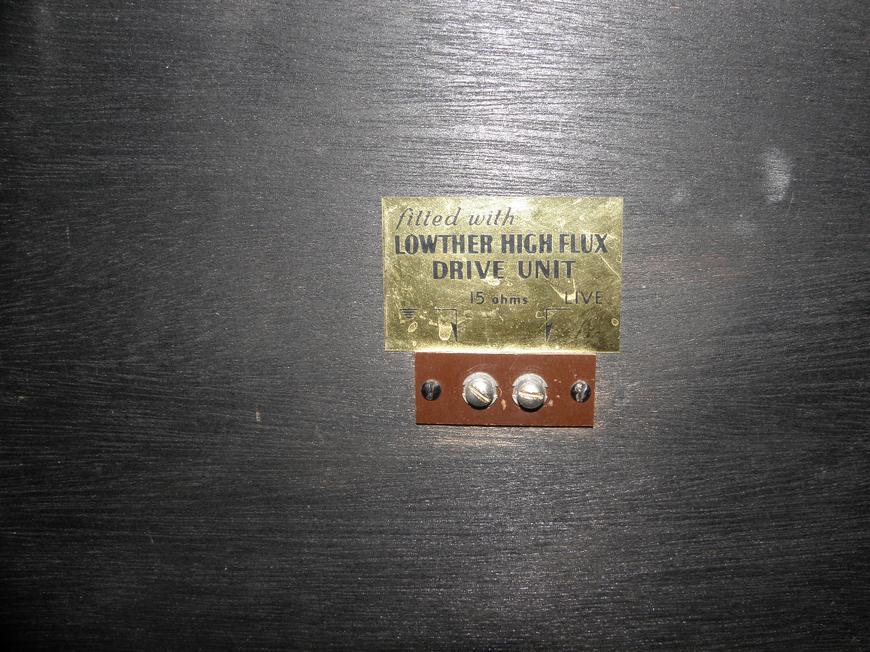 fitted with
LOWTHER HIGH FLUX
DRIVE UNIT
15 ohms LIVE